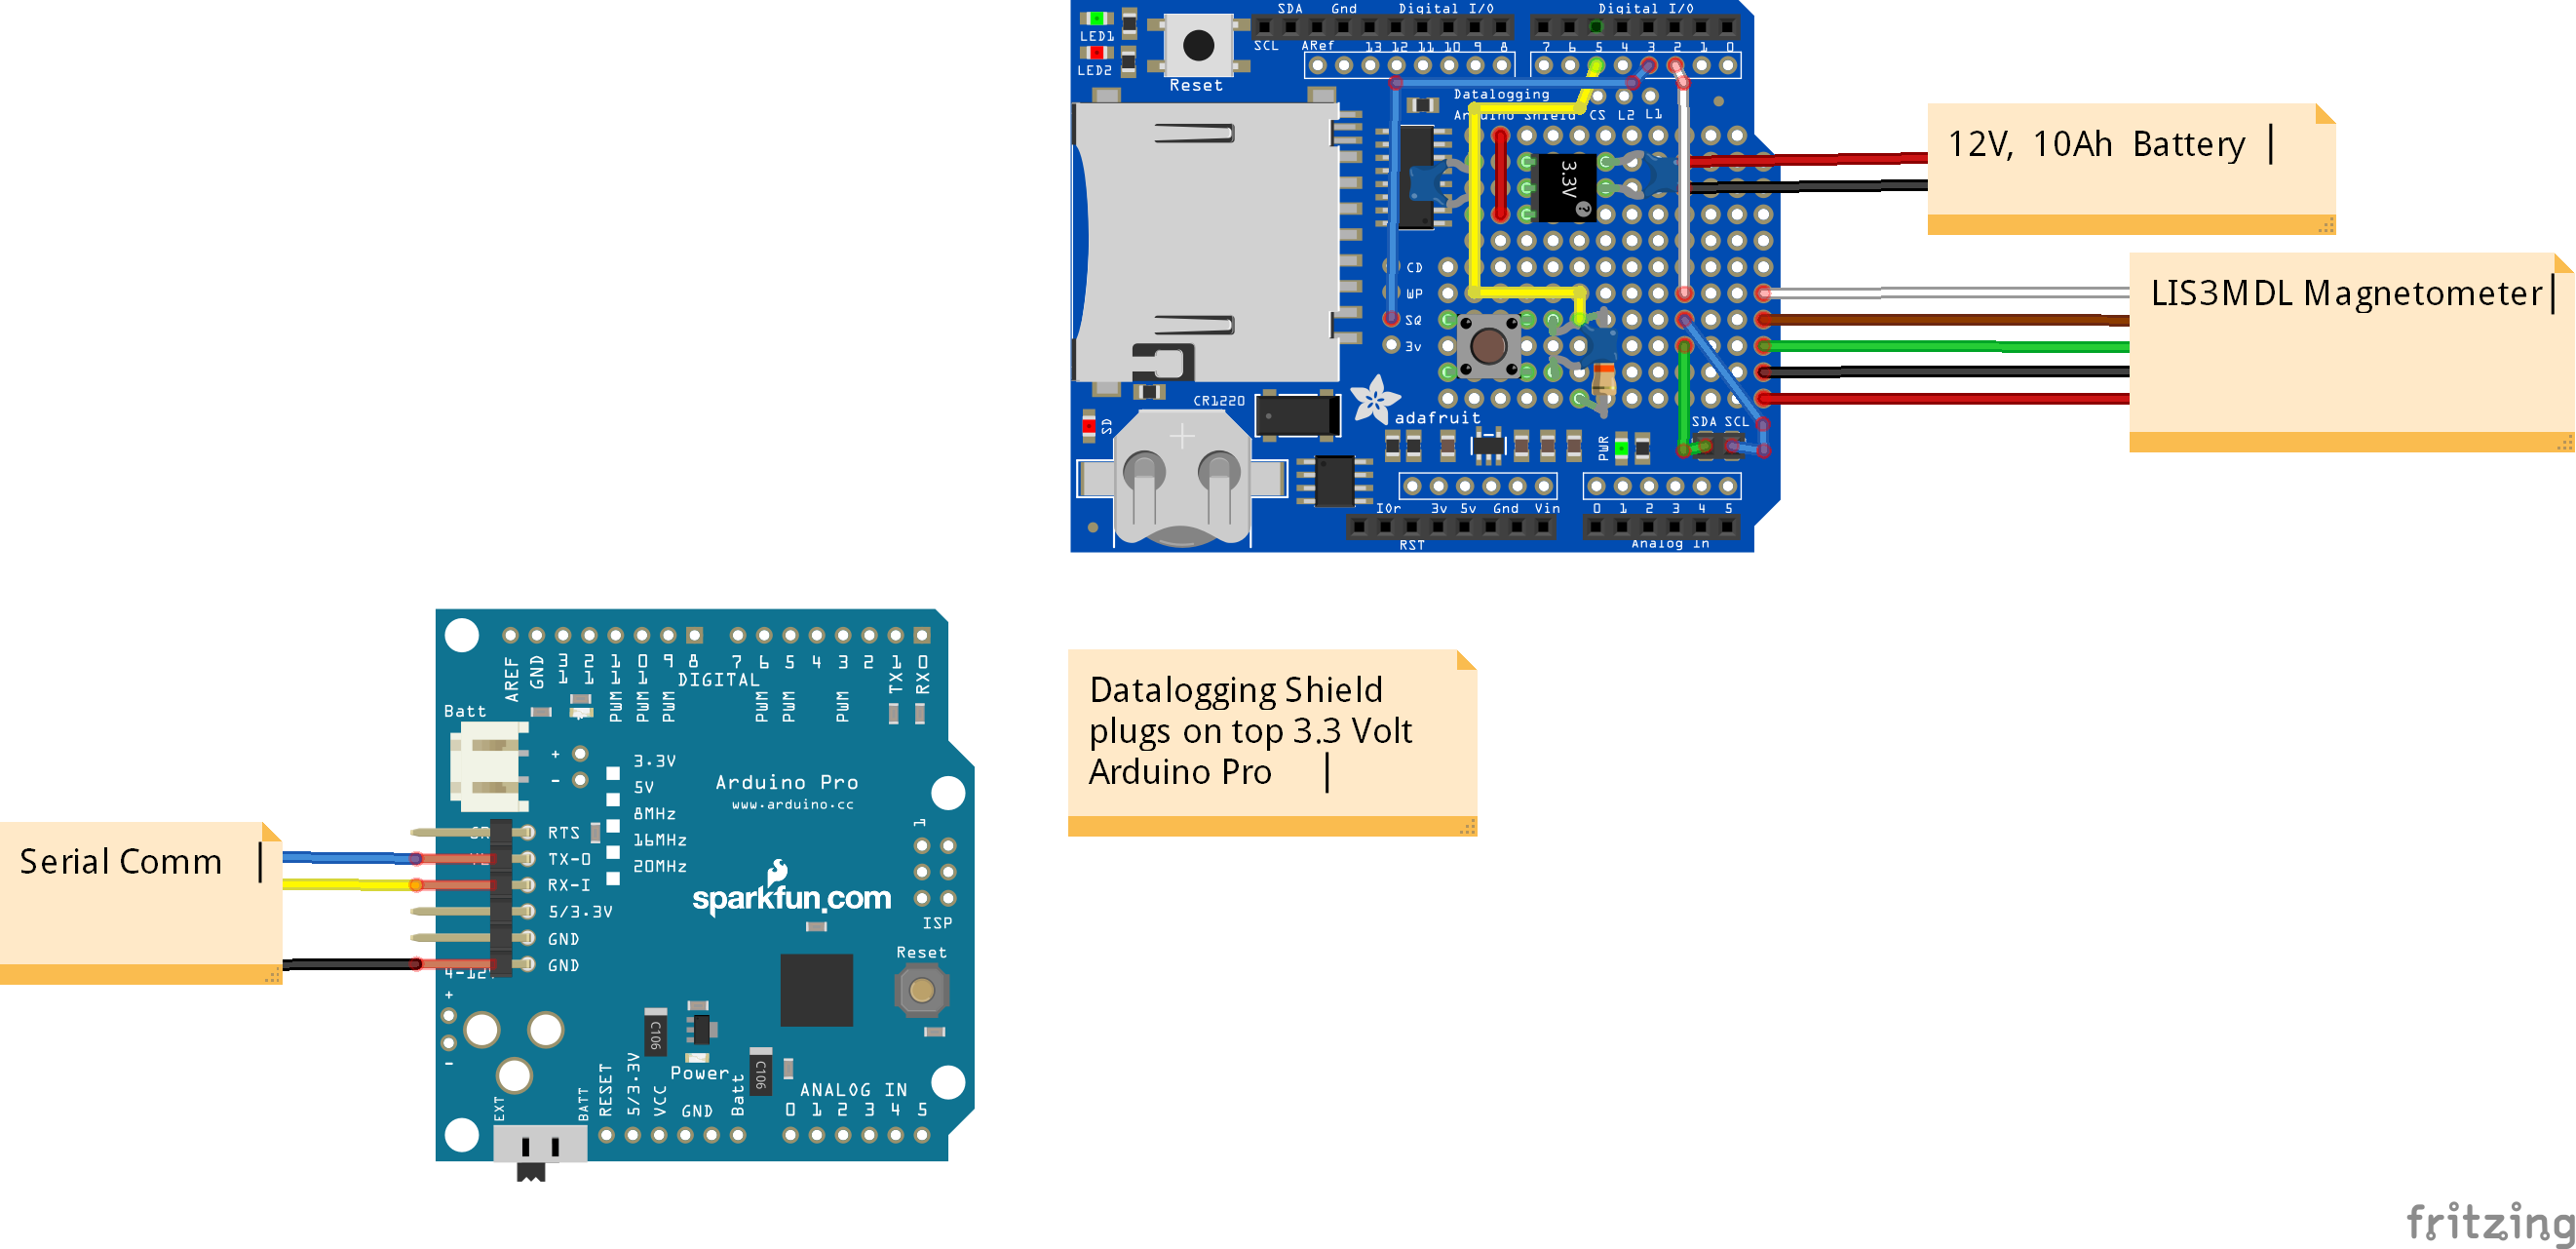 SDA Gnd Digital I/O Digital I/O
LED1
SCL ARef 13 12 11 10 9 8 7 6 5 4 3 2 1 0
LED2
Reset
Datalogging
Arduino Shield CS L2 L1
3.3V
CD
WP
SQ
3v
CR1220
SD
adafruit
SDA SCL
PWR
IOr 3v 5v Gnd Vin 0 1 2 3 4 5
RST Analog In
12V, 10Ah Battery
LIS3MDL Magnetometer
Datalogging Shield
plugs on top 3.3 Volt
Arduino Pro
Serial Comm
AREF GND 13 12 11 10 9 8 7 6 5 4 3 2 TX1 RX0
DIGITAL
PWM PWM PWM PWM PWM PWM
Batt
+
-
3.3V
5V
8MHz
16MHz
20MHz
Arduino Pro
www.arduino.cc
RTS
TX-O
RX-I
5/3.3V
GND
GND
1
sparkfun.com
ISP
Reset
+
-
C106
Power
C106
EXT BATT
RESET 5/3.3V VCC GND Batt
ANALOG IN
0 1 2 3 4 5
fritzing